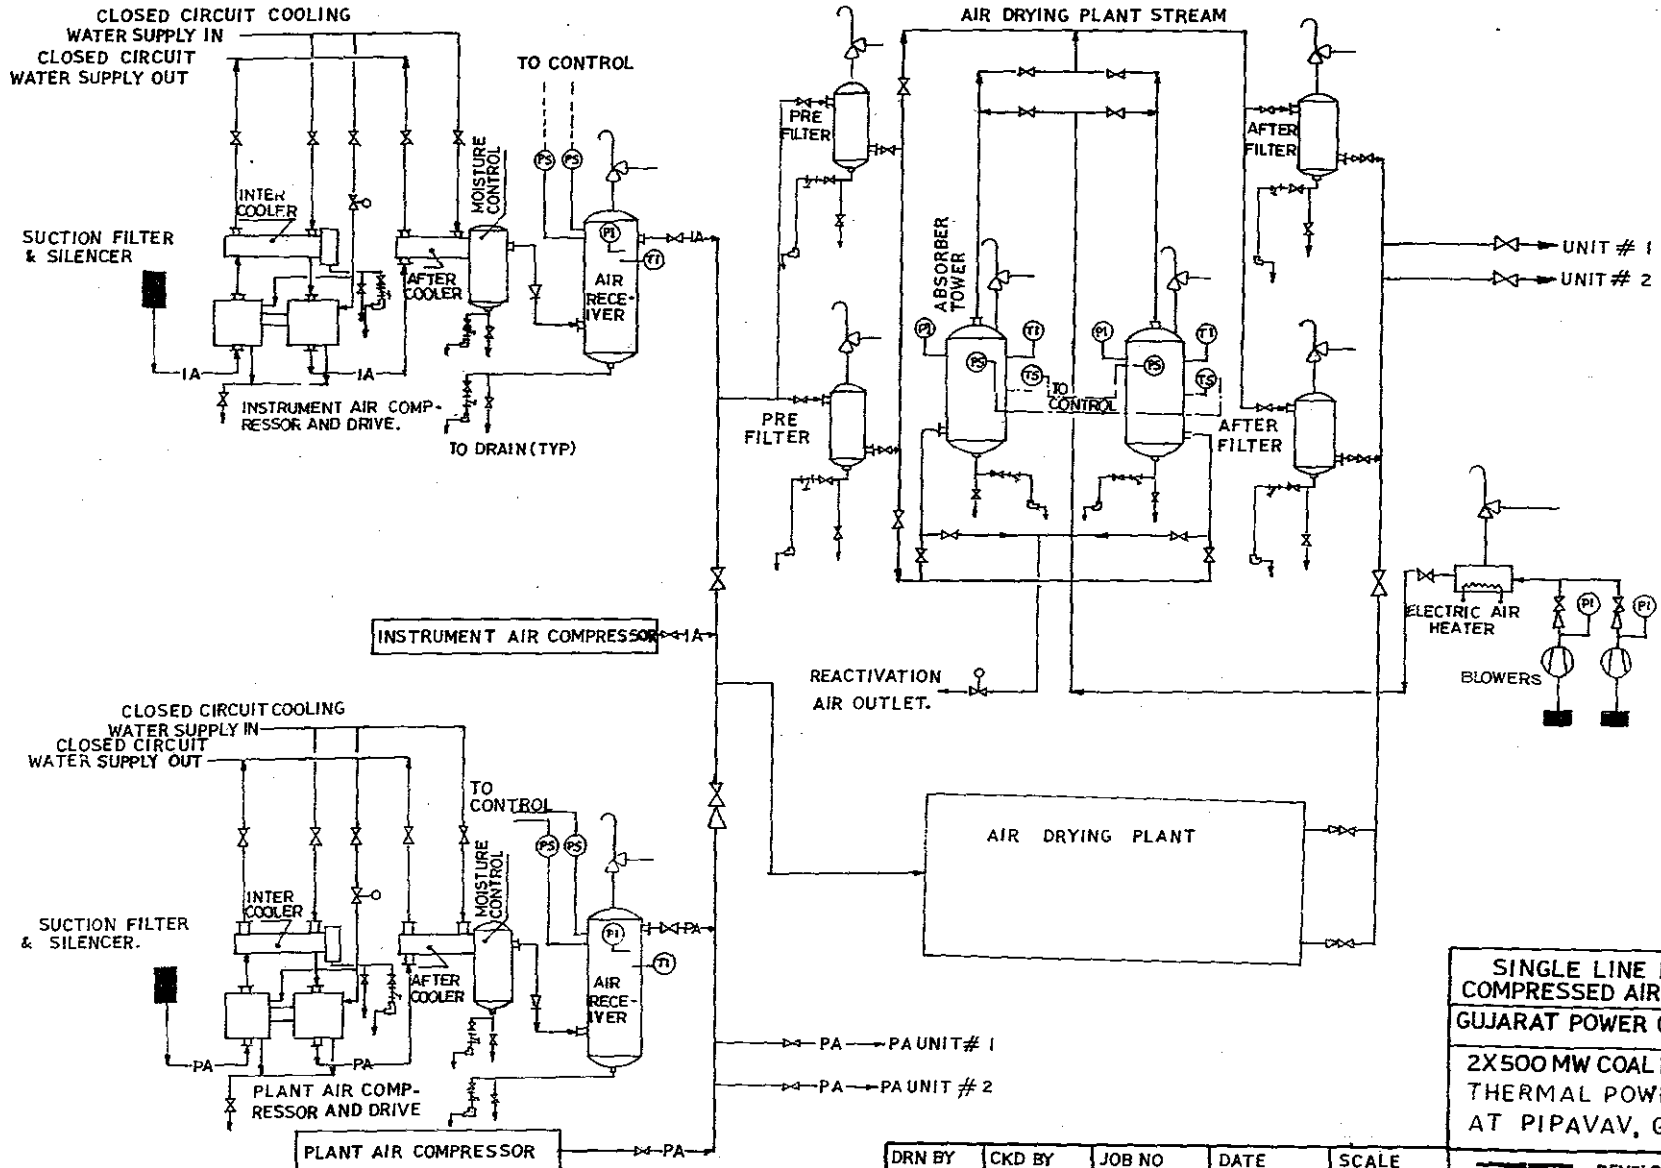 CLOSED CIRCUIT COOLING
WATER SUPPLY IN
CLOSED CIRCUIT
WATER SUPPLY OUT
TO CONTROL
PS
PS
MOISTURE
CONTROL
INTER
COOLER
SUCTION FILTER
& SILENCER
AFTER
COOLER
PI
TI
AIR
RECE-
IVER
IA
IA
IA
INSTRUMENT AIR COMP-
RESSOR AND DRIVE.
TO DRAIN (TYP)
AIR DRYING PLANT STREAM
PRE
FILTER
AFTER
FILTER
UNIT # 1
UNIT # 2
ABSORBER
TOWER
PI
TI
PS
TS
PI
TI
PS
TS
TO
CONTROL
PRE
FILTER
AFTER
FILTER
ELECTRIC AIR
HEATER
PI
PI
BLOWERS
INSTRUMENT AIR COMPRESSOR
IA
REACTIVATION
AIR OUTLET.
CLOSED CIRCUIT COOLING
WATER SUPPLY IN
CLOSED CIRCUIT
WATER SUPPLY OUT
TO
CONTROL
PS
PS
MOISTURE
CONTROL
INTER
COOLER
SUCTION FILTER
& SILENCER.
AFTER
COOLER
PI
TI
AIR
RECE-
IVER
PA
PA
PA
PLANT AIR COMP-
RESSOR AND DRIVE
AIR DRYING PLANT
PA PA UNIT # 1
PA PA UNIT # 2
PLANT AIR COMPRESSOR
PA
SINGLE LINE
COMPRESSED AIR
GUJARAT POWER
2X500 MW COAL
THERMAL POW
AT PIPAVAV, G
DRN BY
CKD BY
JOB NO
DATE
SCALE